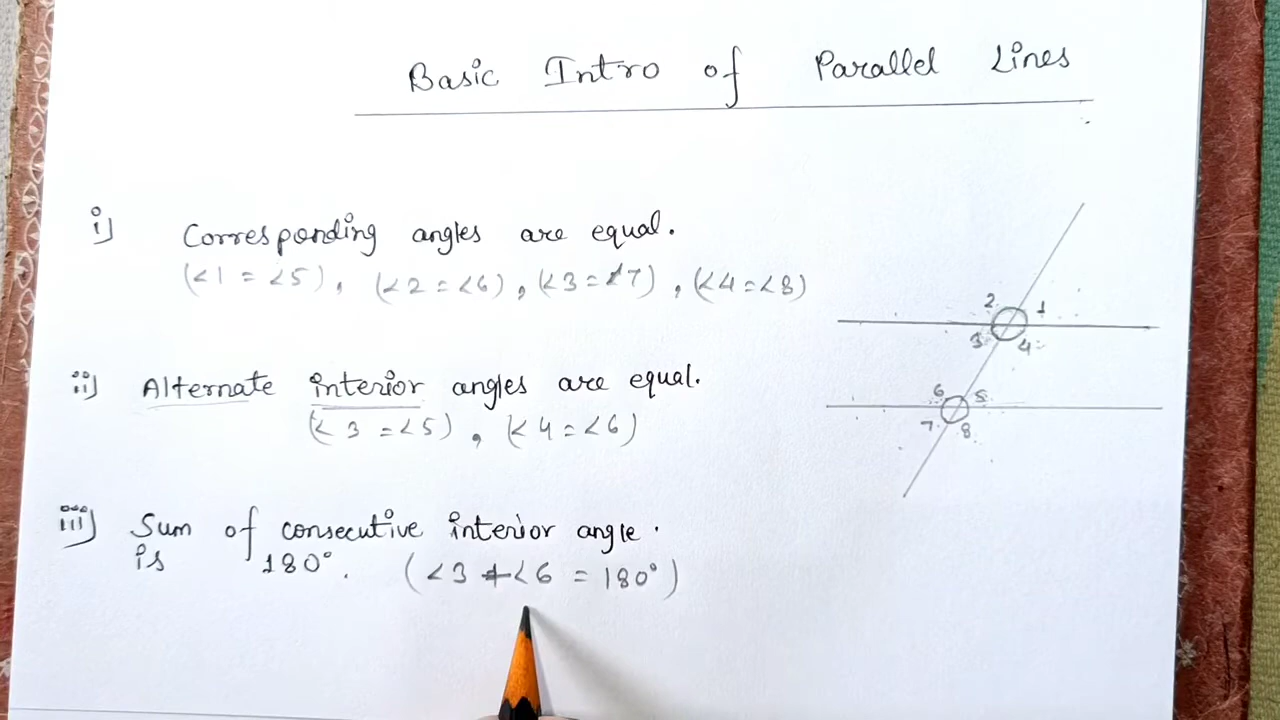 Basic Intro of Parallel Lines
i) Corresponding angles are equal.
(∠1 = ∠5), (∠2 = ∠6), (∠3 = ∠7), (∠4 = ∠8)
ii) Alternate interior angles are equal.
(∠3 = ∠5), (∠4 = ∠6)
iii) Sum of consecutive interior angle.
is 180°. (∠3 + ∠6 = 180°)
2 1
3 4
6 5
7 8